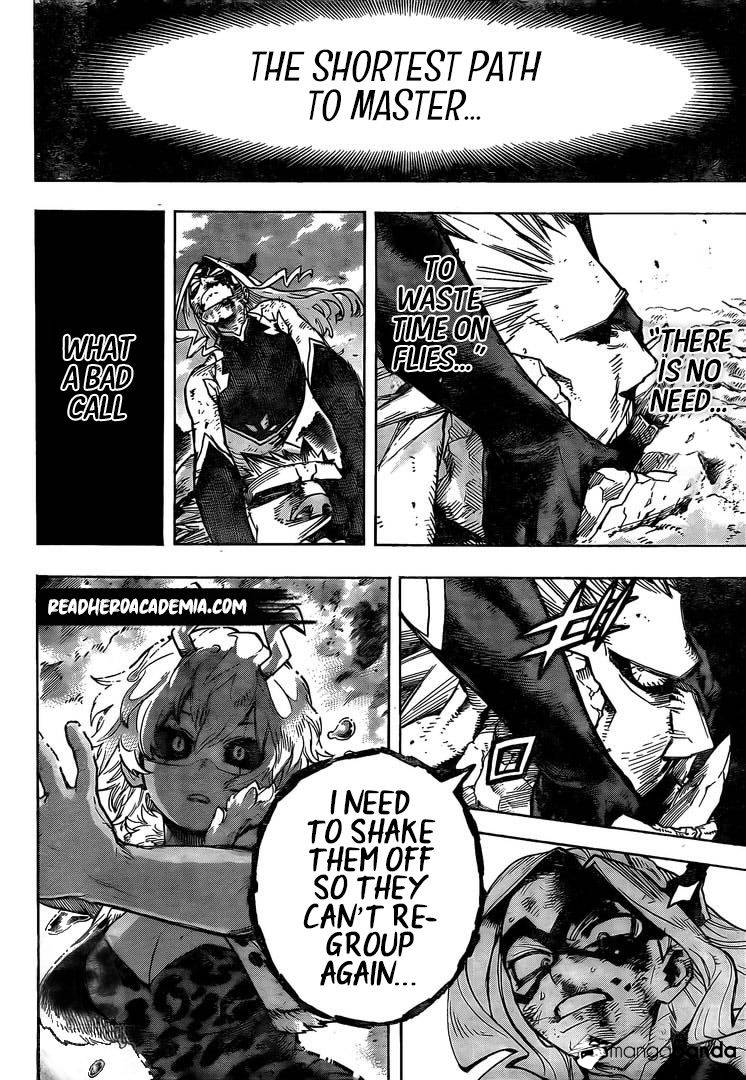 THE SHORTEST PATH
TO MASTER...
"THERE
IS NO
NEED...
TO
WASTE
TIME ON
FLIES..."
WHAT
A BAD
CALL
READHEROACADEMIA.COM
I NEED
TO SHAKE
THEM OFF
SO THEY
CAN'T RE-
GROUP
AGAIN...
mangapanda